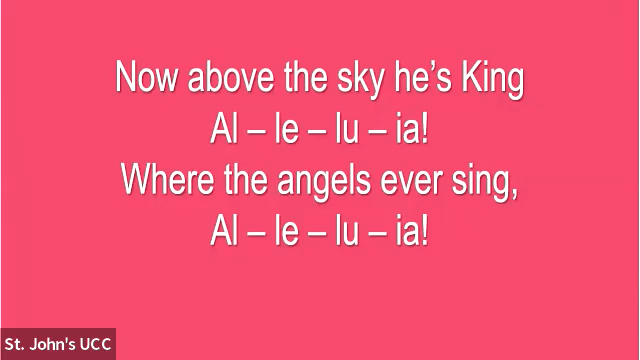 Now above the sky he’s King
Al – le – lu – ia!
Where the angels ever sing,
Al – le – lu – ia!
St. John's UCC